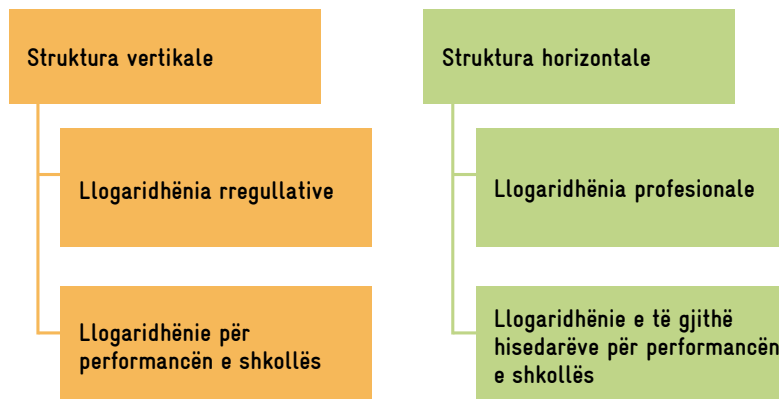 Struktura vertikale
Llogaridhënia rregullative
Llogaridhënie për
performancën e shkollës
Struktura horizontale
Llogaridhënia profesionale
Llogaridhënie e të gjithë
hisedarëve për performancën
e shkollës